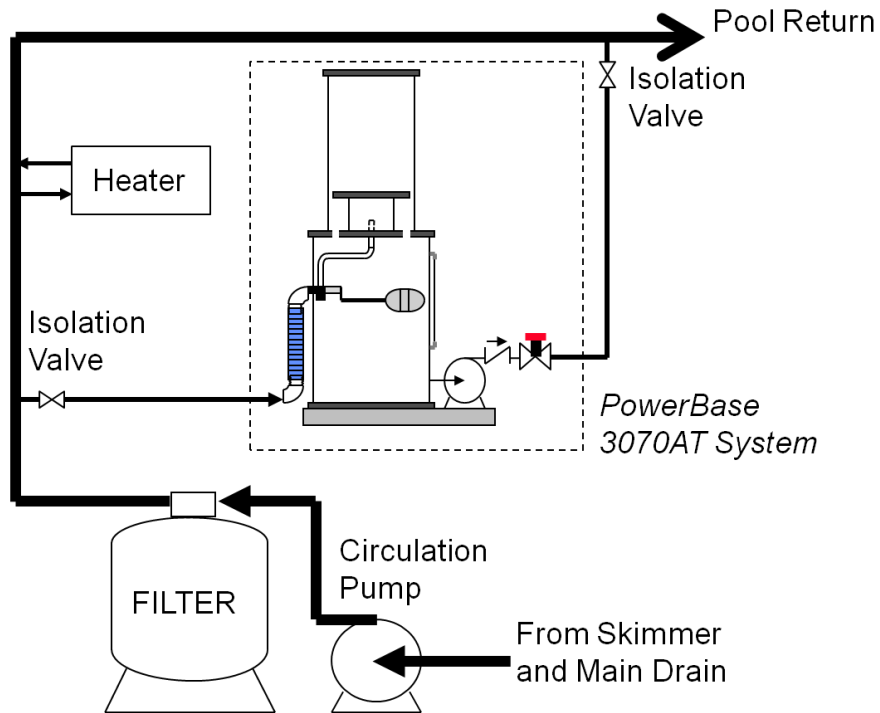 Pool Return
Isolation
Valve
Heater
Isolation
Valve
PowerBase
3070AT System
Circulation
Pump
FILTER
From Skimmer
and Main Drain